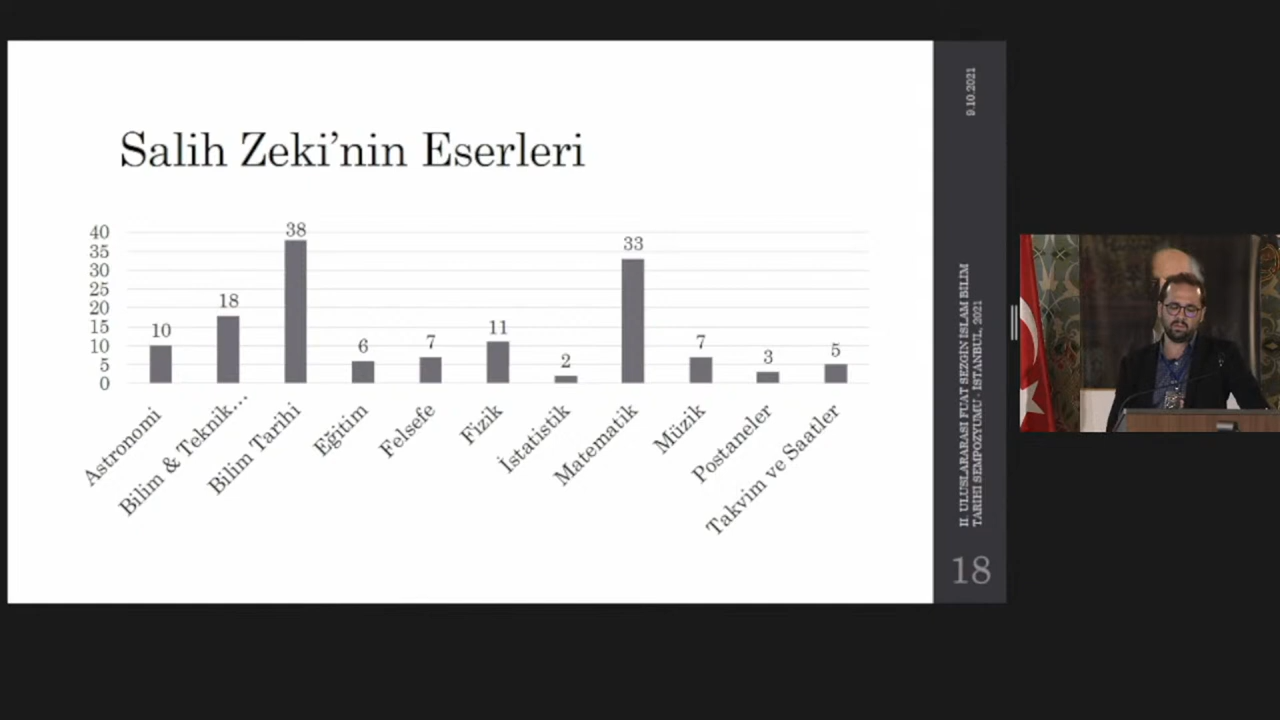 Salih Zeki’nin Eserleri
40
35
30
25
20
15
10
5
0
10
18
38
6
7
11
2
33
7
3
5
Astronomi
Bilim & Teknik…
Bilim Tarihi
Eğitim
Felsefe
Fizik
İstatistik
Matematik
Müzik
Postaneler
Takvim ve Saatler
9.10.2021
II. ULUSLARARASI FUAT SEZGİN İSLAM BİLİM
TARİHİ SEMPOZYUMU - İSTANBUL, 2021
18